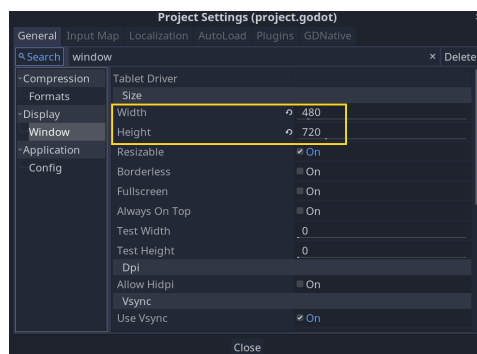 Project Settings (project.godot)
General Input Map Localization AutoLoad Plugins GDNative
Search window × Delete
Compression
Formats
Display
Window
Application
Config
Tablet Driver
Size
Width 480
Height 720
Resizable On
Borderless On
Fullscreen On
Always On Top On
Test Width 0
Test Height 0
Dpi
Allow Hidpi On
Vsync
Use Vsync On
Close